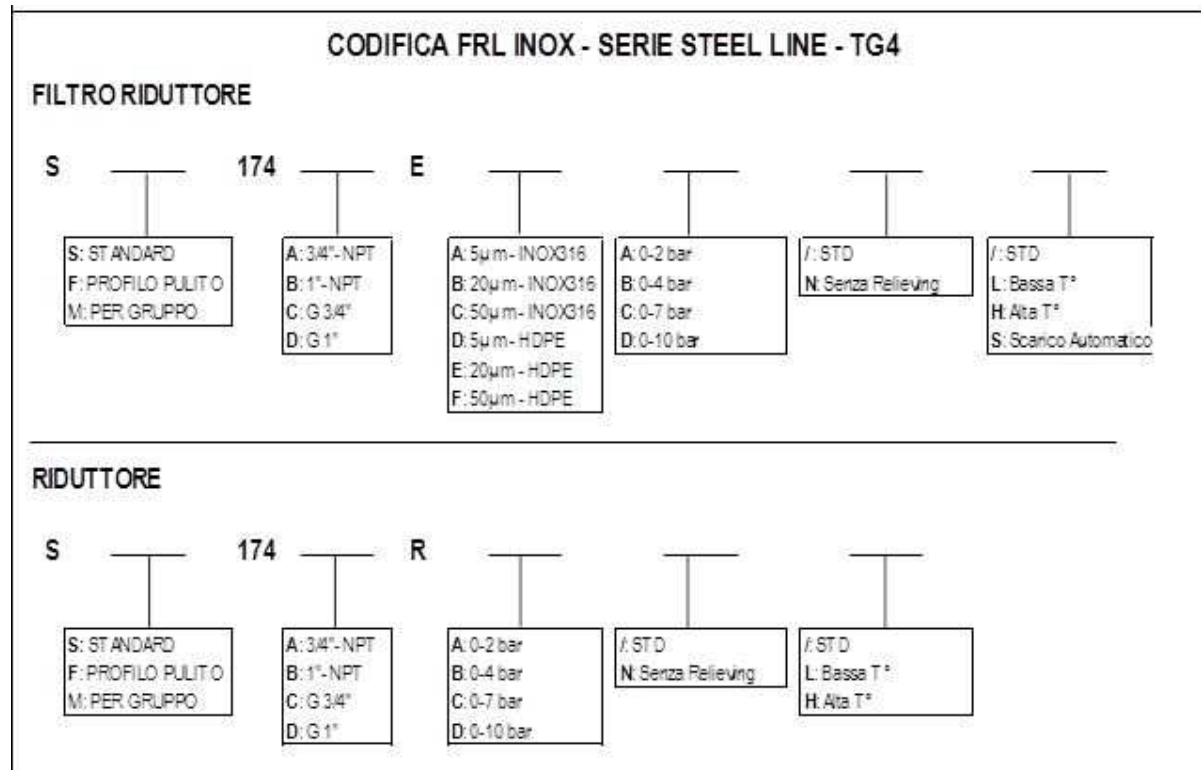 CODIFICA FRL INOX - SERIE STEEL LINE - TG4
FILTRO RIDUTTORE
S 174 E
S: STANDARD
F: PROFILO PULITO
M: PER GRUPPO
A: 3/4"-NPT
B: 1"-NPT
C: G 3/4"
D: G 1"
A: 5µm-INOX316
B: 20µm-INOX316
C: 50µm-INOX316
D: 5µm-HDPE
E: 20µm-HDPE
F: 50µm-HDPE
A: 0-2 bar
B: 0-4 bar
C: 0-7 bar
D: 0-10 bar
/: STD
N: Senza Relieving
/: STD
L: Bassa T°
H: Alta T°
S: Scarico Automatico
RIDUTTORE
S 174 R
S: STANDARD
F: PROFILO PULITO
M: PER GRUPPO
A: 3/4"-NPT
B: 1"-NPT
C: G 3/4"
D: G 1"
A: 0-2 bar
B: 0-4 bar
C: 0-7 bar
D: 0-10 bar
/: STD
N: Senza Relieving
/: STD
L: Bassa T°
H: Alta T°